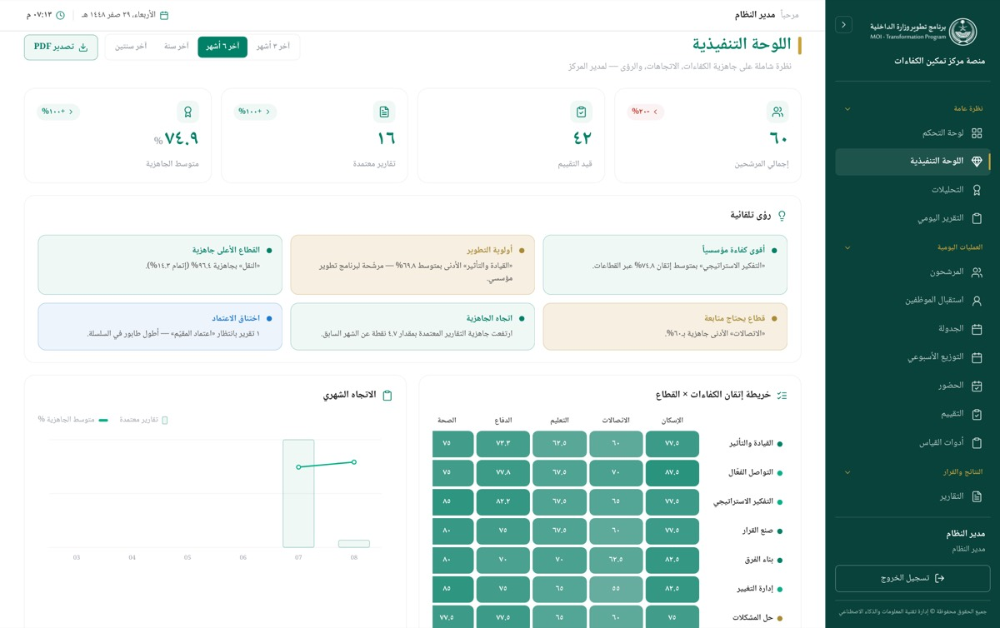 برنامج تطوير وزارة الداخلية
MOI - Transformation Program
منصة مركز تمكين الكفاءات
نظرة عامة
لوحة التحكم
اللوحة التنفيذية
التحليلات
التقرير اليومي
العمليات اليومية
المرشحون
استقبال الموظفين
الجدولة
التوزيع الأسبوعي
الحضور
التقييم
أدوات القياس
النتائج والقرار
التقارير
مدير النظام
مدير النظام
تسجيل الخروج
جميع الحقوق محفوظة © إدارة تقنية المعلومات والذكاء الاصطناعي
مرحباً مدير النظام
الأربعاء، ٢٩ صفر ١٤٤٨ هـ
٠٧:١٣ م
اللوحة التنفيذية
نظرة شاملة على جاهزية الكفاءات، الاتجاهات، والرؤى — لمدير المركز
آخر ٣ أشهر
آخر ٦ أشهر
آخر سنة
آخر سنتين
تصدير PDF
-٢٠%
٦٠
إجمالي المرشحين
٤٢
قيد التقييم
+١٠٠%
١٦
تقارير معتمدة
+١٠٠%
٧٤.٩ %
متوسط الجاهزية
رؤى تلقائية
أقوى كفاءة مؤسسياً
«التفكير الاستراتيجي» بمتوسط إتقان ٧٤.٨% عبر القطاعات.
أولوية التطوير
«القيادة والتأثير» الأدنى بمتوسط ٦٩.٨% — مرشّحة لبرنامج تطوير
مؤسسي.
القطاع الأعلى جاهزية
«النقل» بجاهزية ٩٦.٤% (إتمام ١٤.٣%).
قطاع يحتاج متابعة
«الاتصالات» الأدنى جاهزية بـ٦٠%.
اتجاه الجاهزية
ارتفعت جاهزية التقارير المعتمدة بمقدار ٤.٧ نقطة عن الشهر السابق.
اختناق الاعتماد
١ تقرير بانتظار «اعتماد المقيّم» — أطول طابور في السلسلة.
خريطة إتقان الكفاءات × القطاع
الإسكان الاتصالات التعليم الدفاع الصحة
القيادة والتأثير ٧٧.٥ ٦٠ ٦٢.٥ ٧٣.٣ ٧٥
التواصل الفعّال ٨٧.٥ ٧٠ ٦٧.٥ ٧٧.٨ ٧٥
التفكير الاستراتيجي ٧٧.٥ ٦٥ ٦٧.٥ ٨٢.٢ ٨٥
صنع القرار ٧٧.٥ ٦٠ ٦٧.٥ ٧٥ ٨٠
بناء الفرق ٨٢.٥ ٦٢.٥ ٧٠ ٧٠ ٨٠
إدارة التغيير ٨٢.٥ ٥٥ ٦٥ ٧٥ ٨٥
حل المشكلات ٧٥ ٦٠ ٦٥ ٧٧.٥ ٧٧.٥
الاتجاه الشهري
تقارير معتمدة
متوسط الجاهزية %
03 04 05 06 07 08